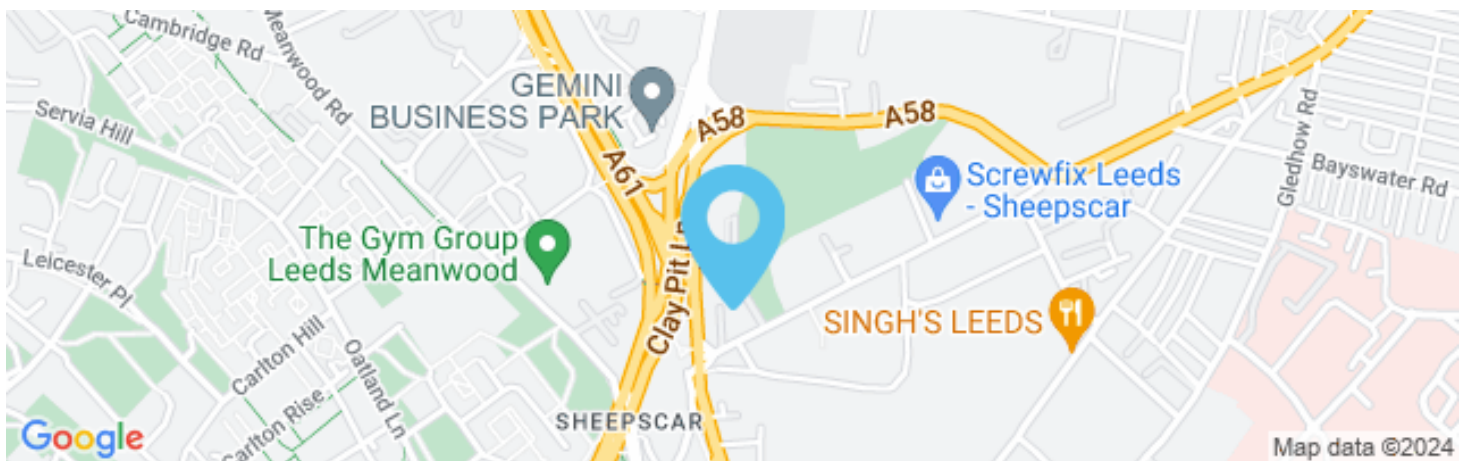 Cambridge Rd
Meanwood Rd
Servia Hill
GEMINI
BUSINESS PARK
A58
A58
A61
Gledhow Rd
Bayswater Rd
Screwfix Leeds
- Sheepscar
The Gym Group
Leeds Meanwood
Leicester Pl
Clay Pit Ln
SINGH'S LEEDS
Carlton Hill
Oatland Ln
Carlton Rise
SHEEPSCAR
Google
Map data ©2024